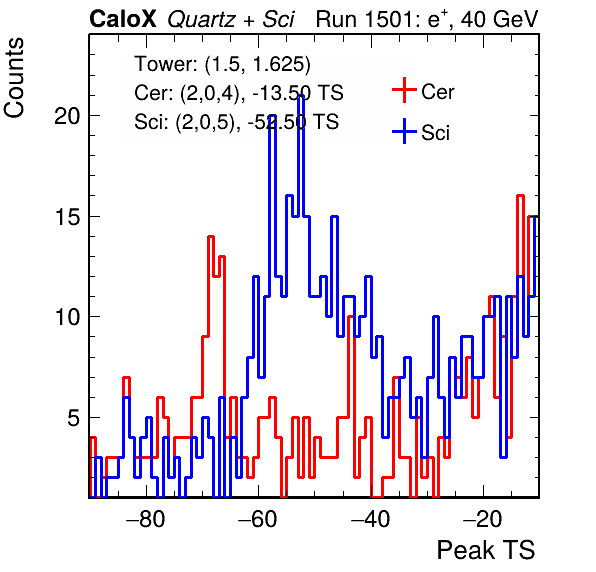 CaloX Quartz + Sci Run 1501: e⁺, 40 GeV
Counts
Tower: (1.5, 1.625)
Cer: (2,0,4), -13.50 TS
Sci: (2,0,5), -52.50 TS
Cer
Sci
20
15
10
5
−80 −60 −40 −20
Peak TS